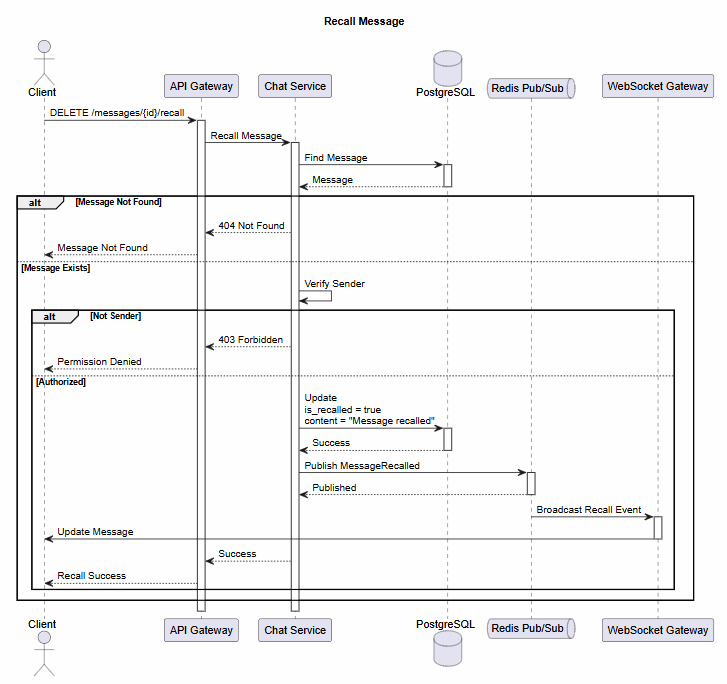 Recall Message
Client
API Gateway
Chat Service
PostgreSQL
Redis Pub/Sub
WebSocket Gateway
DELETE /messages/{id}/recall
Recall Message
Find Message
Message
alt
[Message Not Found]
404 Not Found
Message Not Found
[Message Exists]
Verify Sender
alt
[Not Sender]
403 Forbidden
Permission Denied
[Authorized]
Update
is_recalled = true
content = "Message recalled"
Success
Publish MessageRecalled
Published
Broadcast Recall Event
Update Message
Success
Recall Success
Client
API Gateway
Chat Service
PostgreSQL
Redis Pub/Sub
WebSocket Gateway